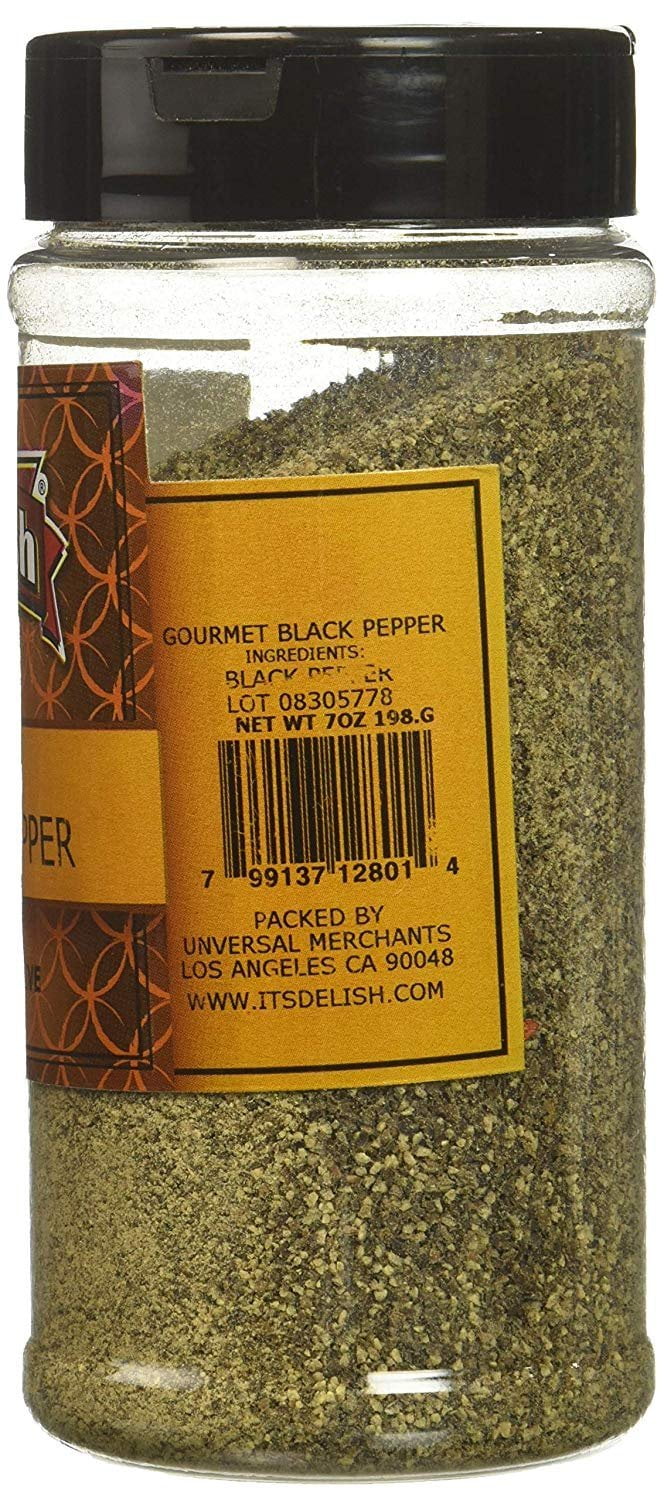 h®
PPER
VE
GOURMET BLACK PEPPER
INGREDIENTS:
BLACK PEPPER
LOT 08305778
NET WT 7OZ 198.G
7 99137 12801 4
PACKED BY
UNVERSAL MERCHANTS
LOS ANGELES CA 90048
WWW.ITSDELISH.COM